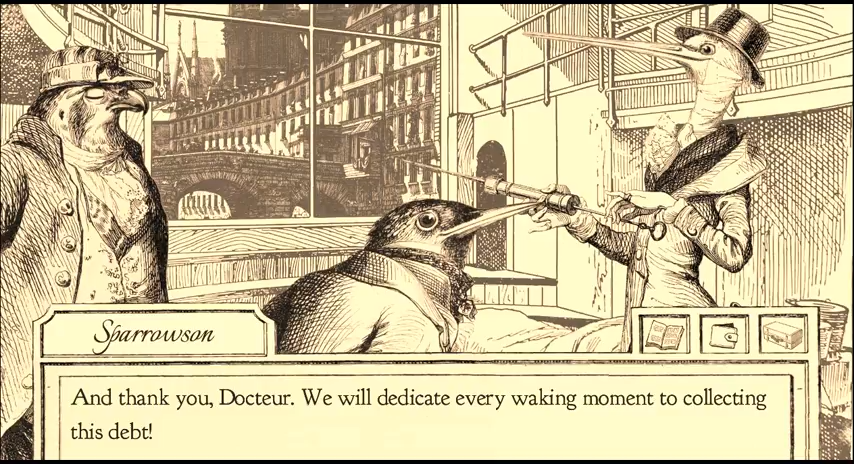 Sparrowson
And thank you, Docteur. We will dedicate every waking moment to collecting
this debt!